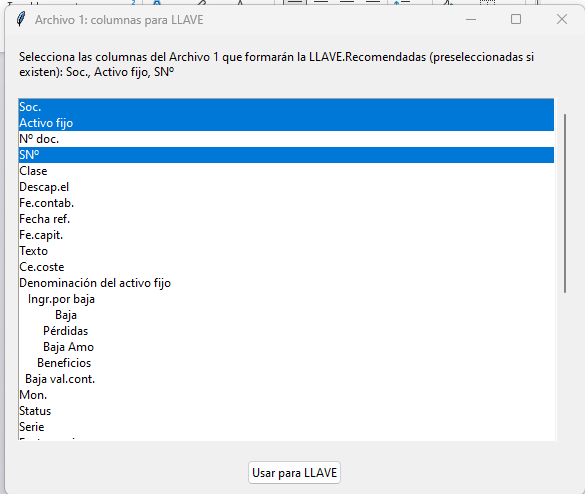 Archivo 1: columnas para LLAVE
Selecciona las columnas del Archivo 1 que formarán la LLAVE.Recomendadas (preseleccionadas si
existen): Soc., Activo fijo, SNº
Soc.
Activo fijo
Nº doc.
SNº
Clase
Descap.el
Fe.contab.
Fecha ref.
Fe.capit.
Texto
Ce.coste
Denominación del activo fijo
Ingr.por baja
Baja
Pérdidas
Baja Amo
Beneficios
Baja val.cont.
Mon.
Status
Serie
Usar para LLAVE